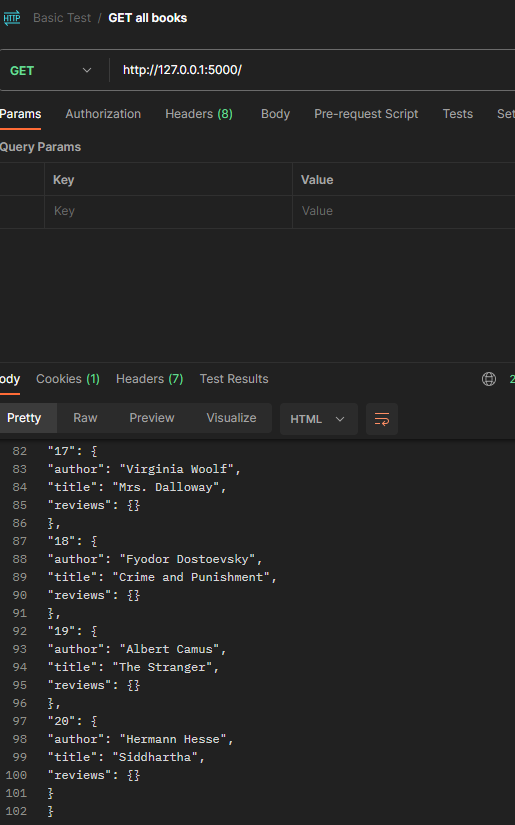 HTTP Basic Test / GET all books
GET http://127.0.0.1:5000/
Params Authorization Headers (8) Body Pre-request Script Tests Set
Query Params
Key Value
Key Value
ody Cookies (1) Headers (7) Test Results 2
Pretty Raw Preview Visualize HTML
82 "17": {
83 "author": "Virginia Woolf",
84 "title": "Mrs. Dalloway",
85 "reviews": {}
86 },
87 "18": {
88 "author": "Fyodor Dostoevsky",
89 "title": "Crime and Punishment",
90 "reviews": {}
91 },
92 "19": {
93 "author": "Albert Camus",
94 "title": "The Stranger",
95 "reviews": {}
96 },
97 "20": {
98 "author": "Hermann Hesse",
99 "title": "Siddhartha",
100 "reviews": {}
101 }
102 }